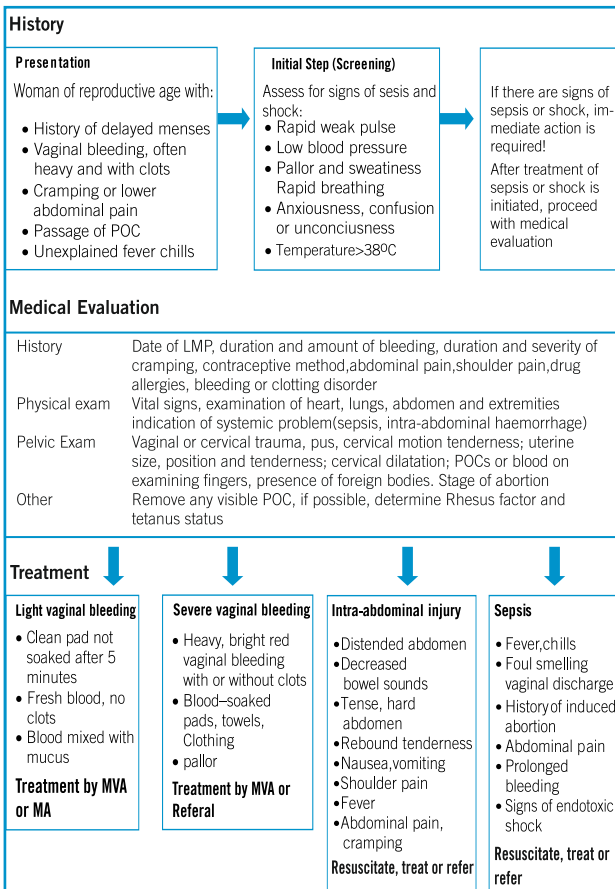 History
Presentation
Woman of reproductive age with:
• History of delayed menses
• Vaginal bleeding, often
heavy and with clots
• Cramping or lower
abdominal pain
• Passage of POC
• Unexplained fever chills
Initial Step (Screening)
Assess for signs of sesis and
shock:
• Rapid weak pulse
• Low blood pressure
• Pallor and sweatiness
Rapid breathing
• Anxiousness, confusion
or unconciusness
• Temperature>38ºC
If there are signs of
sepsis or shock, im-
mediate action is
required!
After treatment of
sepsis or shock is
initiated, proceed
with medical
evaluation
Medical Evaluation
History
Date of LMP, duration and amount of bleeding, duration and severity of
cramping, contraceptive method,abdominal pain,shoulder pain,drug
allergies, bleeding or clotting disorder
Physical exam
Vital signs, examination of heart, lungs, abdomen and extremities
indication of systemic problem(sepsis, intra-abdominal haemorrhage)
Pelvic Exam
Vaginal or cervical trauma, pus, cervical motion tenderness; uterine
size, position and tenderness; cervical dilatation; POCs or blood on
examining fingers, presence of foreign bodies. Stage of abortion
Other
Remove any visible POC, if possible, determine Rhesus factor and
tetanus status
Treatment
Light vaginal bleeding
• Clean pad not
soaked after 5
minutes
• Fresh blood, no
clots
• Blood mixed with
mucus
Treatment by MVA
or MA
Severe vaginal bleeding
• Heavy, bright red
vaginal bleeding
with or without clots
• Blood–soaked
pads, towels,
Clothing
• pallor
Treatment by MVA or
Referal
Intra-abdominal injury
•Distended abdomen
•Decreased
bowel sounds
•Tense, hard
abdomen
•Rebound tenderness
•Nausea,vomiting
•Shoulder pain
•Fever
•Abdominal pain,
cramping
Resuscitate, treat or refer
Sepsis
• Fever,chills
• Foul smelling
vaginal discharge
• History of induced
abortion
• Abdominal pain
• Prolonged
bleeding
• Signs of endotoxic
shock
Resuscitate, treat or
refer